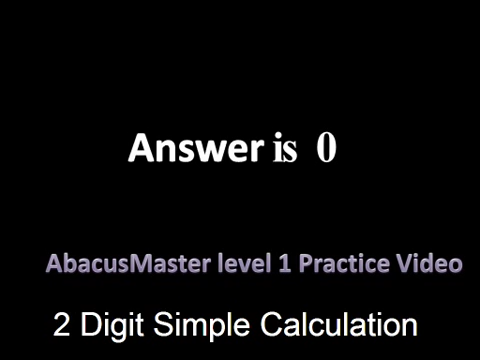 Answer is 0
AbacusMaster level 1 Practice Video
2 Digit Simple Calculation